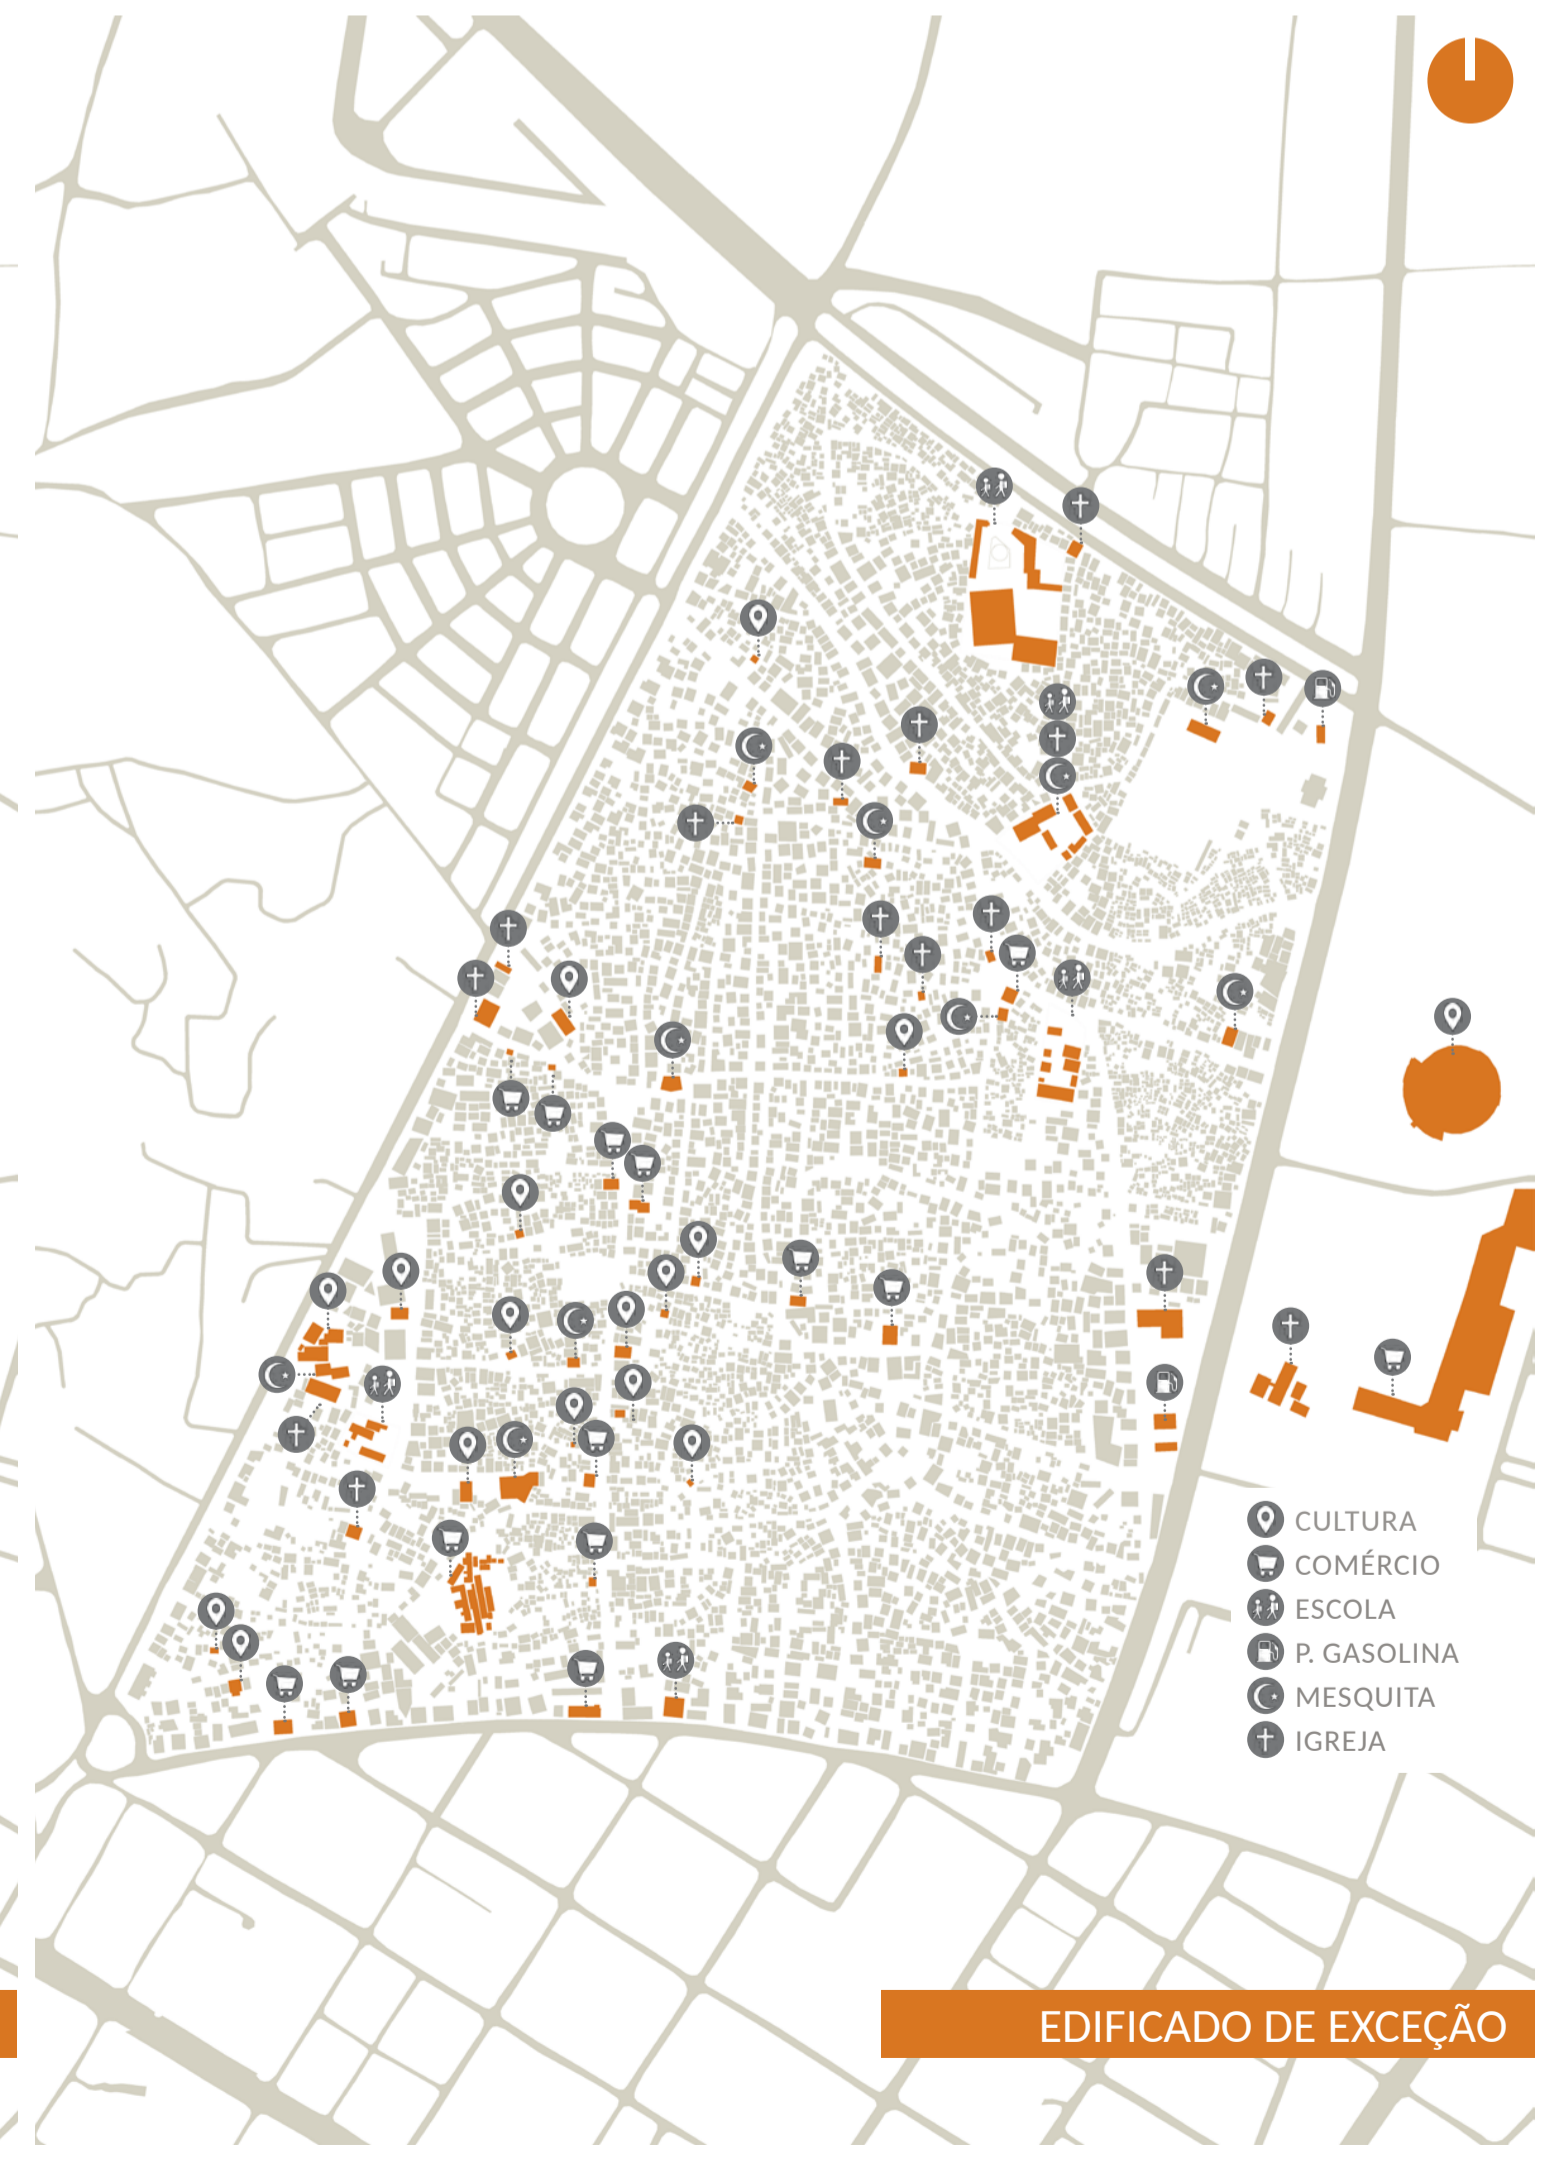 CULTURA
COMÉRCIO
ESCOLA
P. GASOLINA
MESQUITA
IGREJA
EDIFICADO DE EXCEÇÃO